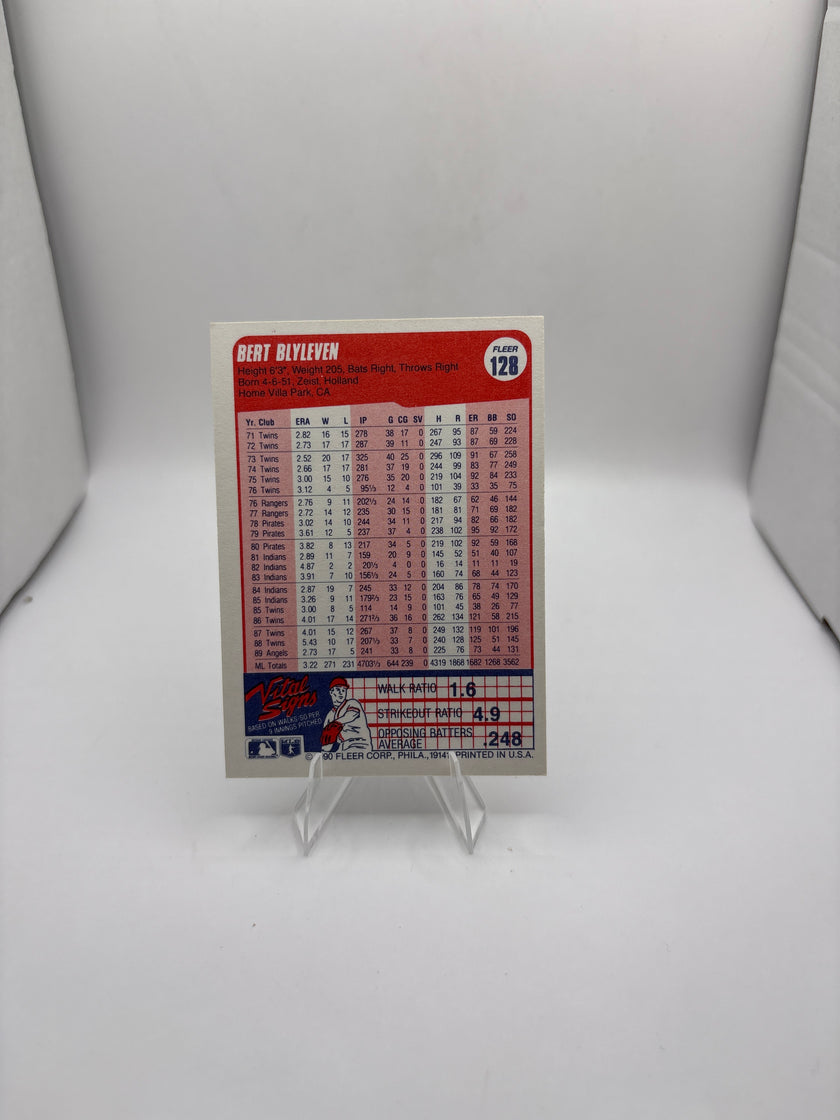 BERT BLYLEVEN
FLEER
128
Height 6'3", Weight 205, Bats Right, Throws Right
Born 4-6-51, Zeist, Holland
Home Villa Park, CA
Yr. Club ERA W L IP G CG SV H R ER BB SO
71 Twins 2.82 16 15 278 38 17 0 267 95 87 59 224
72 Twins 2.73 17 17 287 39 11 0 247 93 87 69 228
73 Twins 2.52 20 17 325 40 25 0 296 109 91 67 258
74 Twins 2.66 17 17 281 37 19 0 244 99 83 77 249
75 Twins 3.00 15 10 276 35 20 0 219 104 92 84 233
76 Twins 3.12 4 5 95⅓ 12 4 0 101 39 33 35 75
76 Rangers 2.76 9 11 202⅓ 24 14 0 182 67 62 46 144
77 Rangers 2.72 14 12 235 30 15 0 181 81 71 69 182
78 Pirates 3.02 14 10 244 34 11 0 217 94 82 66 182
79 Pirates 3.61 12 5 237 37 4 0 238 102 95 92 172
80 Pirates 3.82 8 13 217 34 5 0 219 102 92 59 168
81 Indians 2.89 11 7 159 20 9 0 145 52 51 40 107
82 Indians 4.87 2 2 20⅓ 4 0 0 16 14 11 11 19
83 Indians 3.91 7 10 156⅓ 24 5 0 160 74 68 44 123
84 Indians 2.87 19 7 245 33 12 0 204 86 78 74 170
85 Indians 3.26 9 11 179⅔ 23 15 0 163 76 65 49 129
85 Twins 3.00 8 5 114 14 9 0 101 45 38 26 77
86 Twins 4.01 17 14 271⅔ 36 16 0 262 134 121 58 215
87 Twins 4.01 15 12 267 37 8 0 249 132 119 101 196
88 Twins 5.43 10 17 207⅓ 33 7 0 240 128 125 51 145
89 Angels 2.73 17 5 241 33 8 0 225 76 73 44 131
ML Totals 3.22 271 231 4703⅓ 644 239 0 4319 1868 1682 1268 3562
Vital
Signs
BASED ON WALKS/SO PER
9 INNINGS PITCHED
WALK RATIO 1.6
STRIKEOUT RATIO 4.9
OPPOSING BATTERS
AVERAGE .248
90 FLEER CORP., PHILA., 1914 PRINTED IN U.S.A.